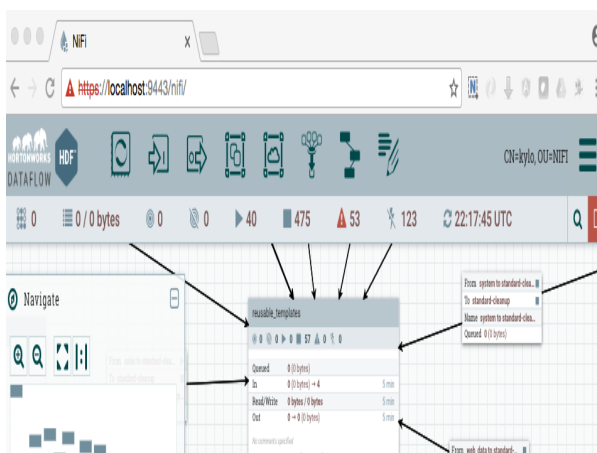 NiFi x
https://localhost:9443/nifi/
HORTONWORKS
DATAFLOW
HDF
CN=kylo, OU=NIFI
0 0 / 0 bytes 0 0 40 475 53 123 22:17:45 UTC
Navigate
reusable_templates
0 0 0 57 0 0
Queued 0 (0 bytes)
In 0 (0 bytes) → 4 5 min
Read/Write 0 bytes / 0 bytes 5 min
Out 0 → 0 (0 bytes) 5 min
No comments specified
From system to standard-clea...
To standard-cleanup
Name system to standard-clea...
Queued 0 (0 bytes)
From web_data to standard-...